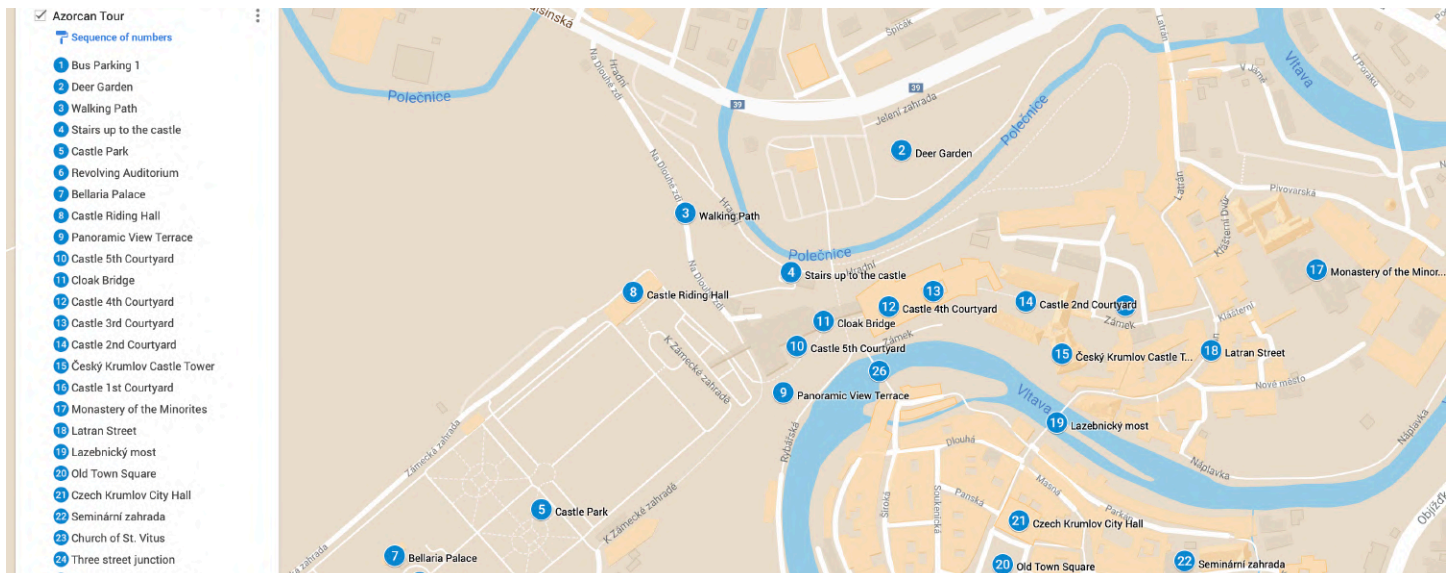 Azorcan Tour
Sequence of numbers
1 Bus Parking 1
2 Deer Garden
3 Walking Path
4 Stairs up to the castle
5 Castle Park
6 Revolving Auditorium
7 Bellaria Palace
8 Castle Riding Hall
9 Panoramic View Terrace
10 Castle 5th Courtyard
11 Cloak Bridge
12 Castle 4th Courtyard
13 Castle 3rd Courtyard
14 Castle 2nd Courtyard
15 Český Krumlov Castle Tower
16 Castle 1st Courtyard
17 Monastery of the Minorites
18 Latran Street
19 Lazebnický most
20 Old Town Square
21 Czech Krumlov City Hall
22 Seminární zahrada
23 Church of St. Vitus
24 Three street junction
Špičák
Latrán
Vltava
U Poráku
V Jámě
Na Dlouhé zdi
Hradní
Polečnice
39
39
Jelení zahrada
Polečnice
2 Deer Garden
Na Dlouhé zdi
Hradní
3 Walking Path
Latrán
Klášterní Dvůr
Pivovarská
Polečnice
4 Stairs up to the castle
Hradní
17 Monastery of the Minor...
Na Dlouhé zdi
8 Castle Riding Hall
13
12 Castle 4th Courtyard
14 Castle 2nd Courtyard
Klášterní
11 Cloak Bridge
Zámek
Zámek
10 Castle 5th Courtyard
15 Český Krumlov Castle T...
18 Latran Street
K Zámecké zahradě
26
Nové město
9 Panoramic View Terrace
Vltava
19 Lazebnický most
Náplavka
Rybářská
Dlouhá
Zámecká zahrada
Náplavka
Masná
Panská
Široká
Soukenická
Parkán
5 Castle Park
K Zámecké zahradě
21 Czech Krumlov City Hall
7 Bellaria Palace
20 Old Town Square
22 Seminární zahrada